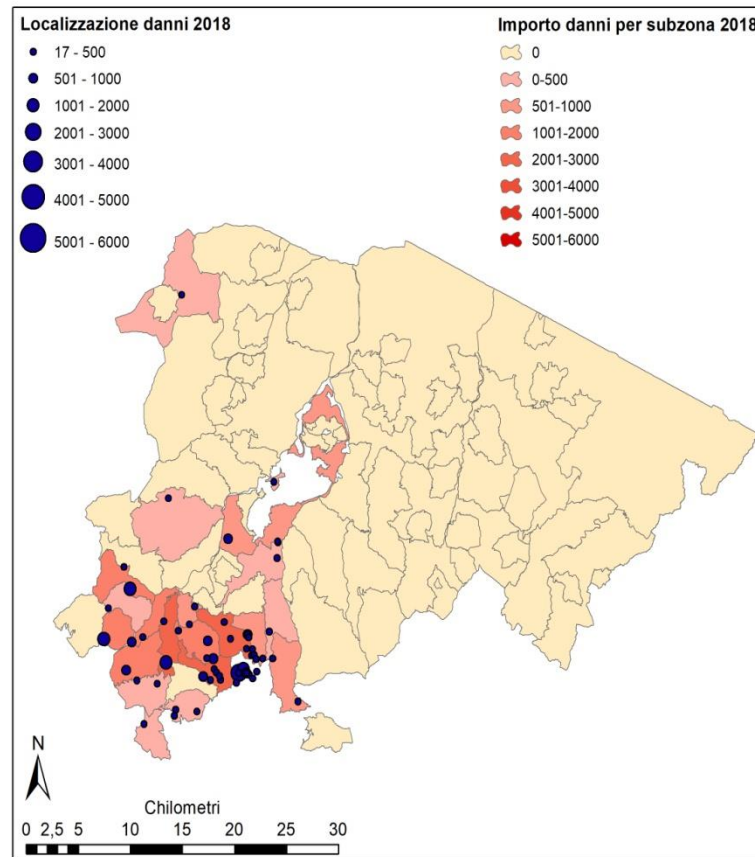 Localizzazione danni 2018
17 - 500
501 - 1000
1001 - 2000
2001 - 3000
3001 - 4000
4001 - 5000
5001 - 6000
Importo danni per subzona 2018
0
0-500
501-1000
1001-2000
2001-3000
3001-4000
4001-5000
5001-6000
N
Chilometri
0 2,5 5 10 15 20 25 30